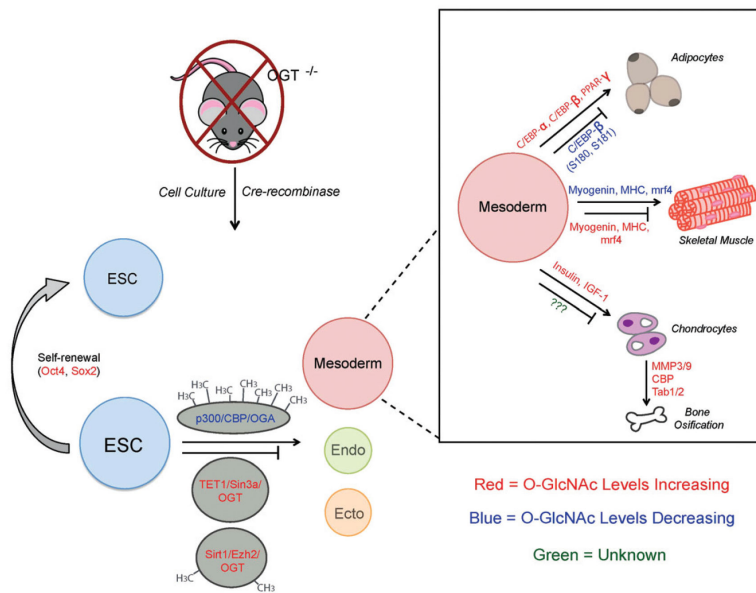 OGT -/-
Cell Culture
Cre-recombinase
ESC
Self-renewal
(Oct4, Sox2)
ESC
H₃C
H₃C
H₃C
CH₃
CH₃
CH₃
CH₃
p300/CBP/OGA
TET1/Sin3a/
OGT
Sirt1/Ezh2/
OGT
H₃C
CH₃
Mesoderm
Endo
Ecto
Mesoderm
C/EBP-α, C/EBP-β, PPAR-γ
C/EBP-β
(S180, S181)
Adipocytes
Myogenin, MHC, mrf4
Myogenin, MHC,
mrf4
Skeletal Muscle
Insulin, IGF-1
???
Chondrocytes
MMP3/9
CBP
Tab1/2
Bone
Osification
Red = O-GlcNAc Levels Increasing
Blue = O-GlcNAc Levels Decreasing
Green = Unknown